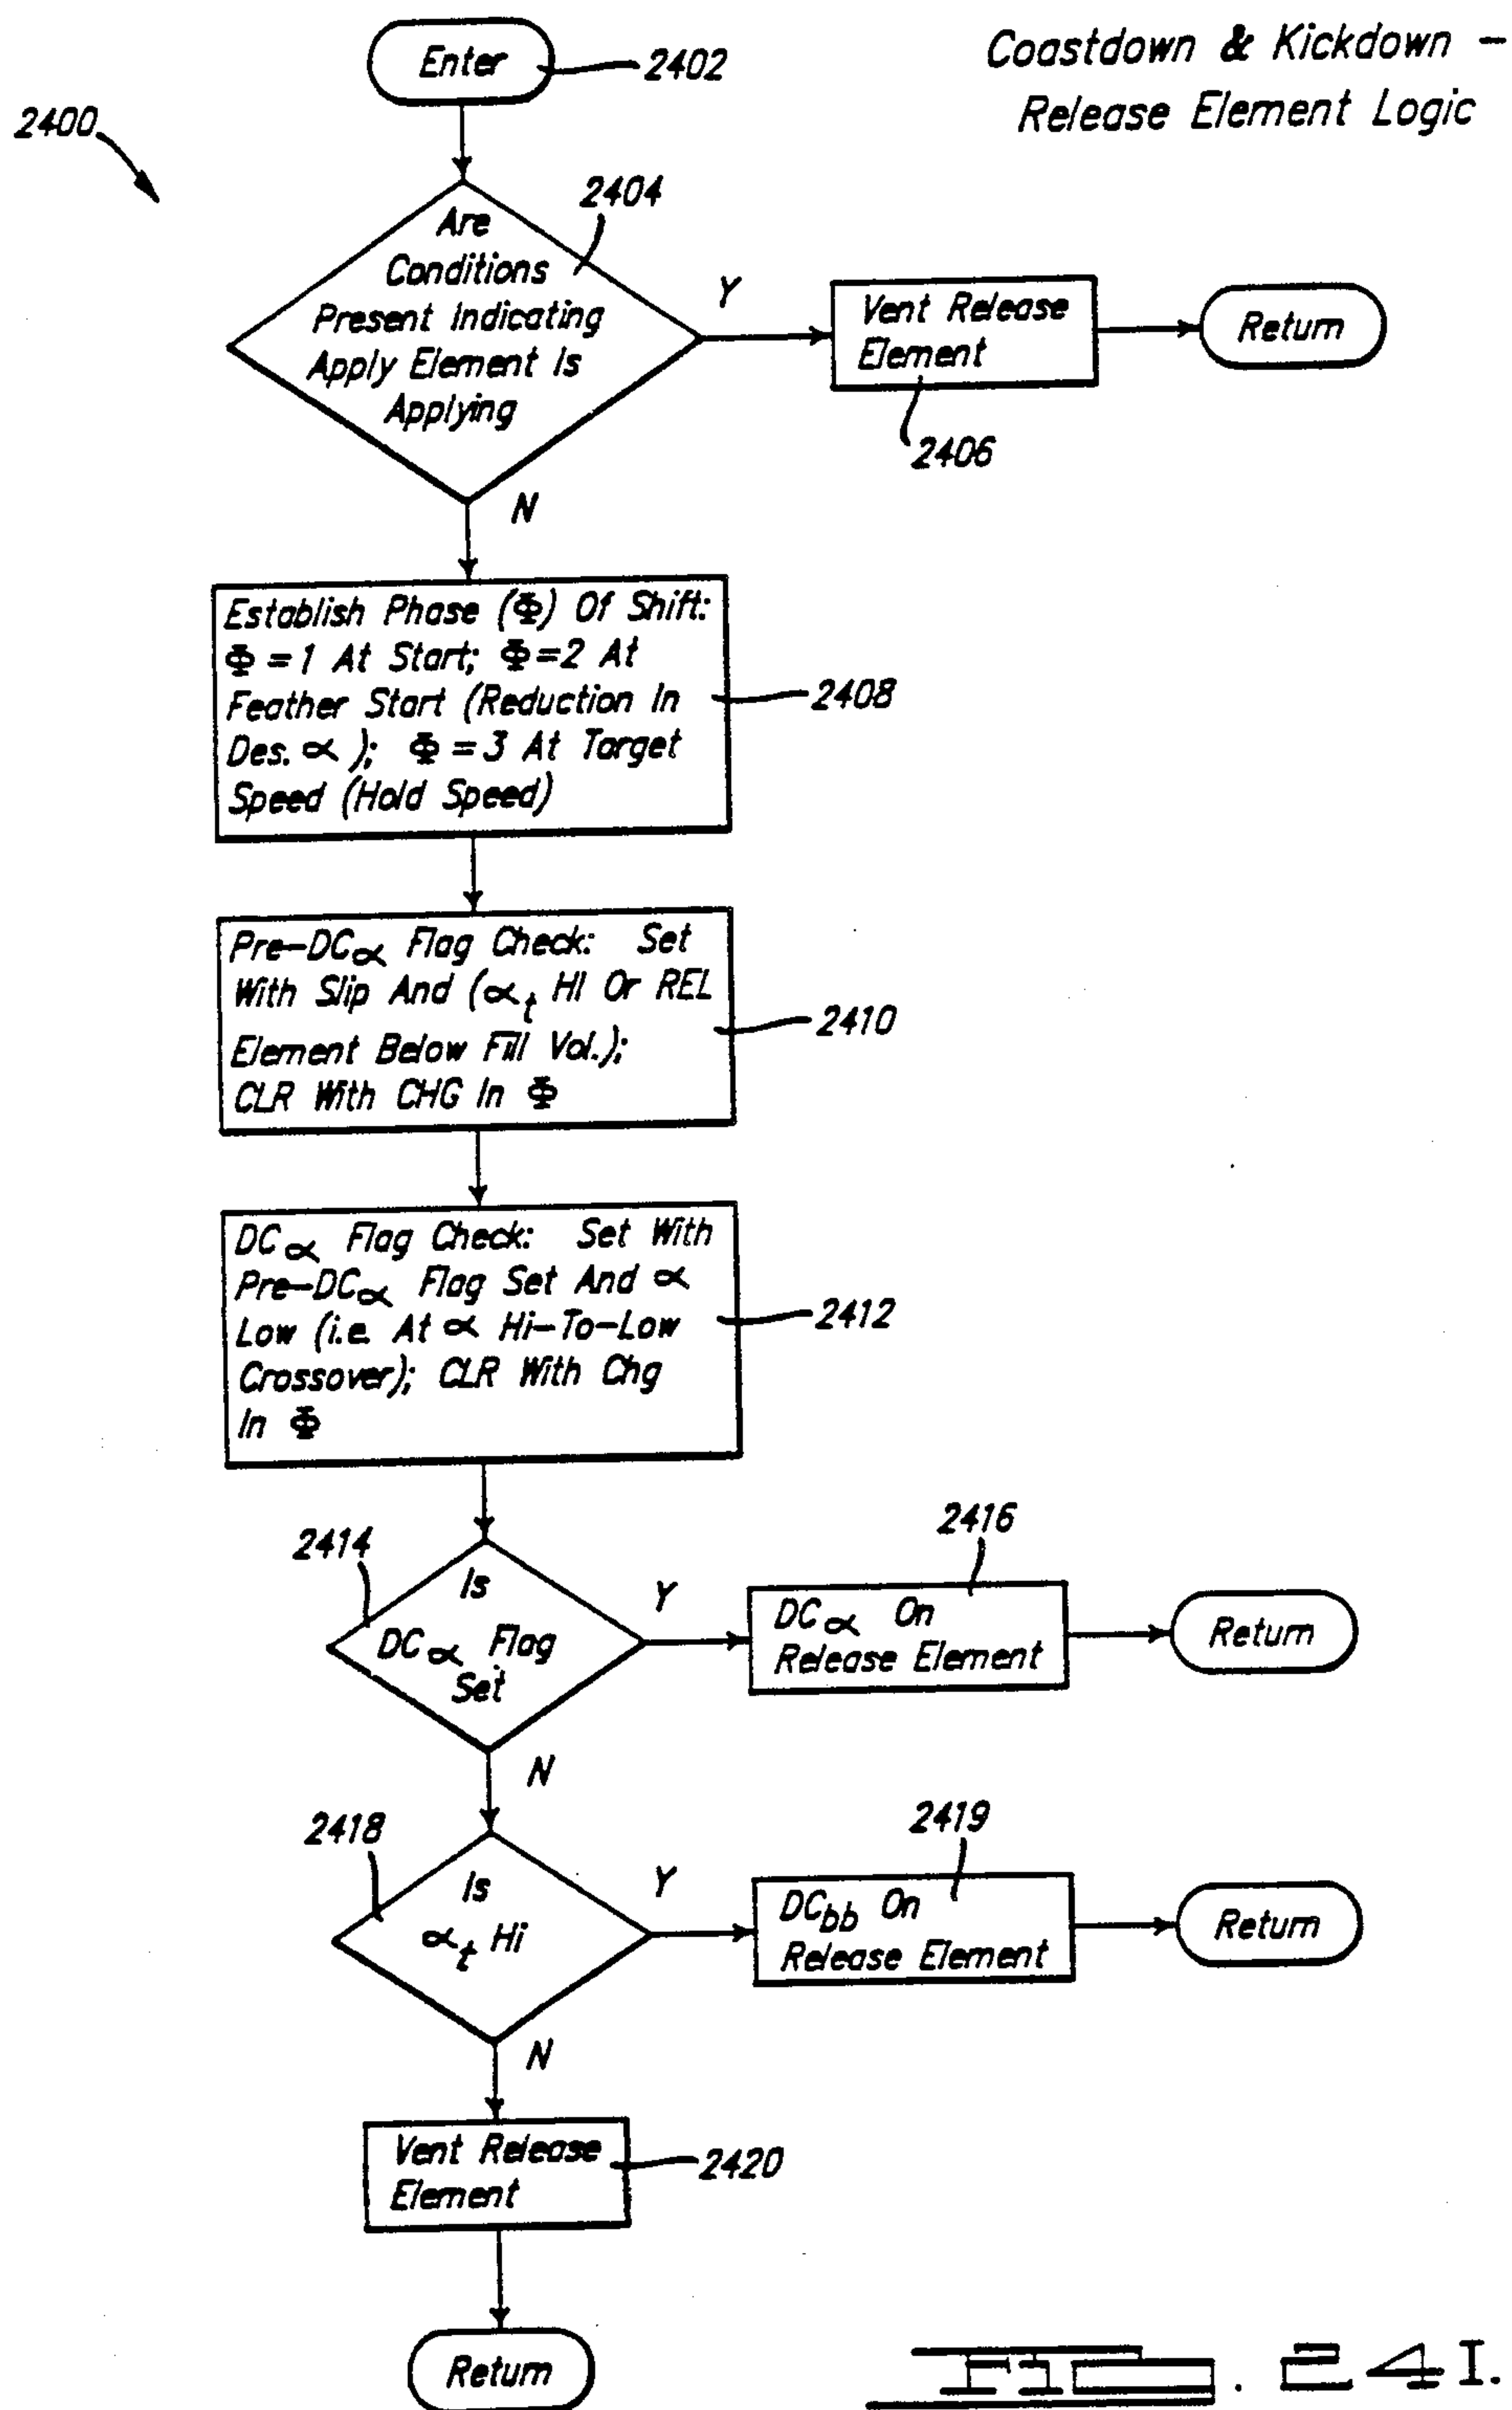 Coastdown & Kickdown –
Release Element Logic
Enter
2402
2400
2404
Are
Conditions
Present Indicating
Apply Element Is
Applying
Y
Vent Release
Element
Return
2406
N
Establish Phase (Φ) Of Shift:
Φ = 1 At Start; Φ=2 At
Feather Start (Reduction In
Des. ∝ ); Φ = 3 At Target
Speed (Hold Speed)
2408
Pre–DC∝ Flag Check: Set
With Slip And (∝t HI Or REL
Element Below Fill Vol.);
CLR With CHG In Φ
2410
DC∝ Flag Check: Set With
Pre–DC∝ Flag Set And ∝
Low (i.e. At ∝ Hi–To–Low
Crossover); CLR With Chg
In Φ
2412
2414
Is
DC∝ Flag
Set
Y
2416
DC∝ On
Release Element
Return
N
2418
Is
∝t Hi
Y
2419
DCbb On
Release Element
Return
N
Vent Release
Element
2420
Return
FIG. 24I.